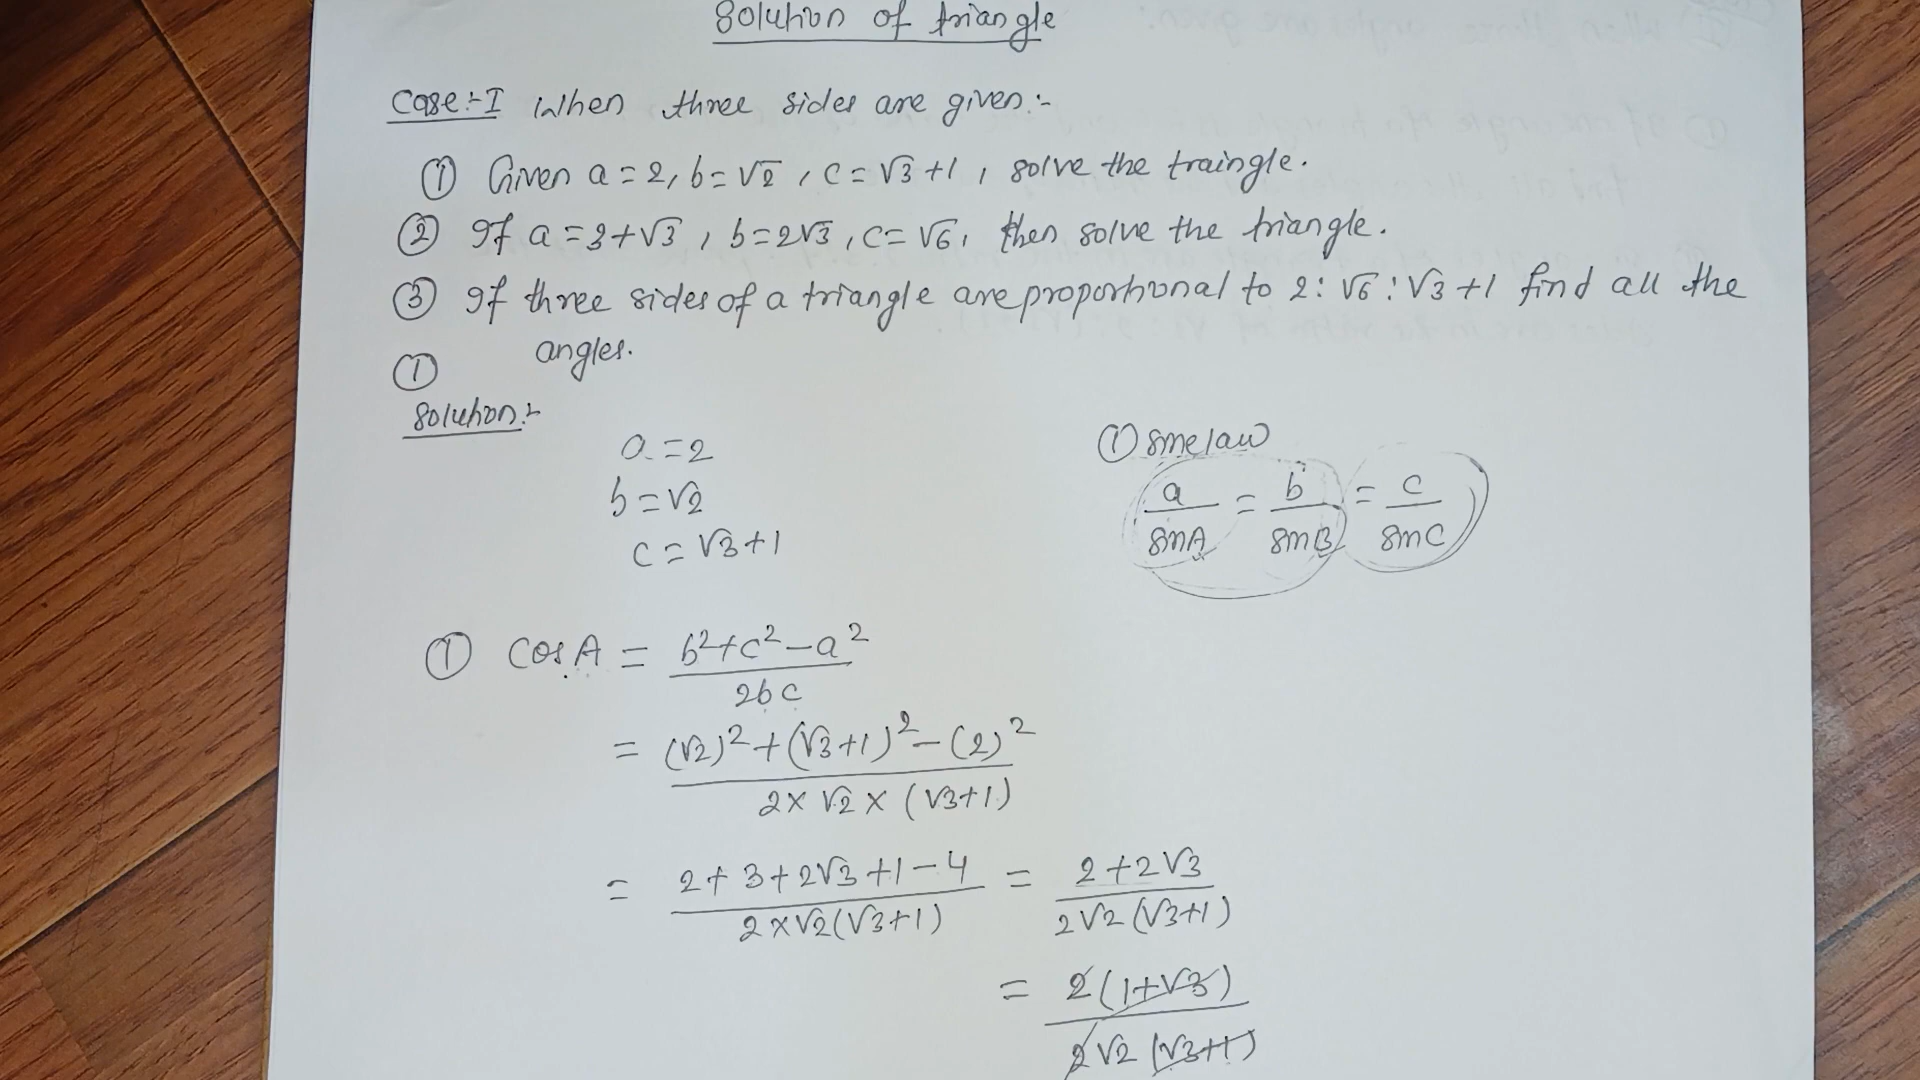 Solution of triangle
Case:-I When three sides are given:-
① Given a = 2, b = √2, c = √3 + 1, solve the traingle.
② If a = 3 + √3, b = 2√3, c = √6, then solve the triangle.
③ If three sides of a triangle are proportional to 2 : √6 : √3 + 1 find all the
angles.
①
Solution:-
a = 2
b = √2
c = √3 + 1
① sine law
a/sinA = b/sinB = c/sinC
① cosA = (b² + c² - a²)/(2bc)
= ((√2)² + (√3 + 1)² - (2)²)/(2 × √2 × (√3 + 1))
= (2 + 3 + 2√3 + 1 - 4)/(2 × √2(√3 + 1)) = (2 + 2√3)/(2√2(√3 + 1))
= 2(1 + √3)/(2√2(√3 + 1))